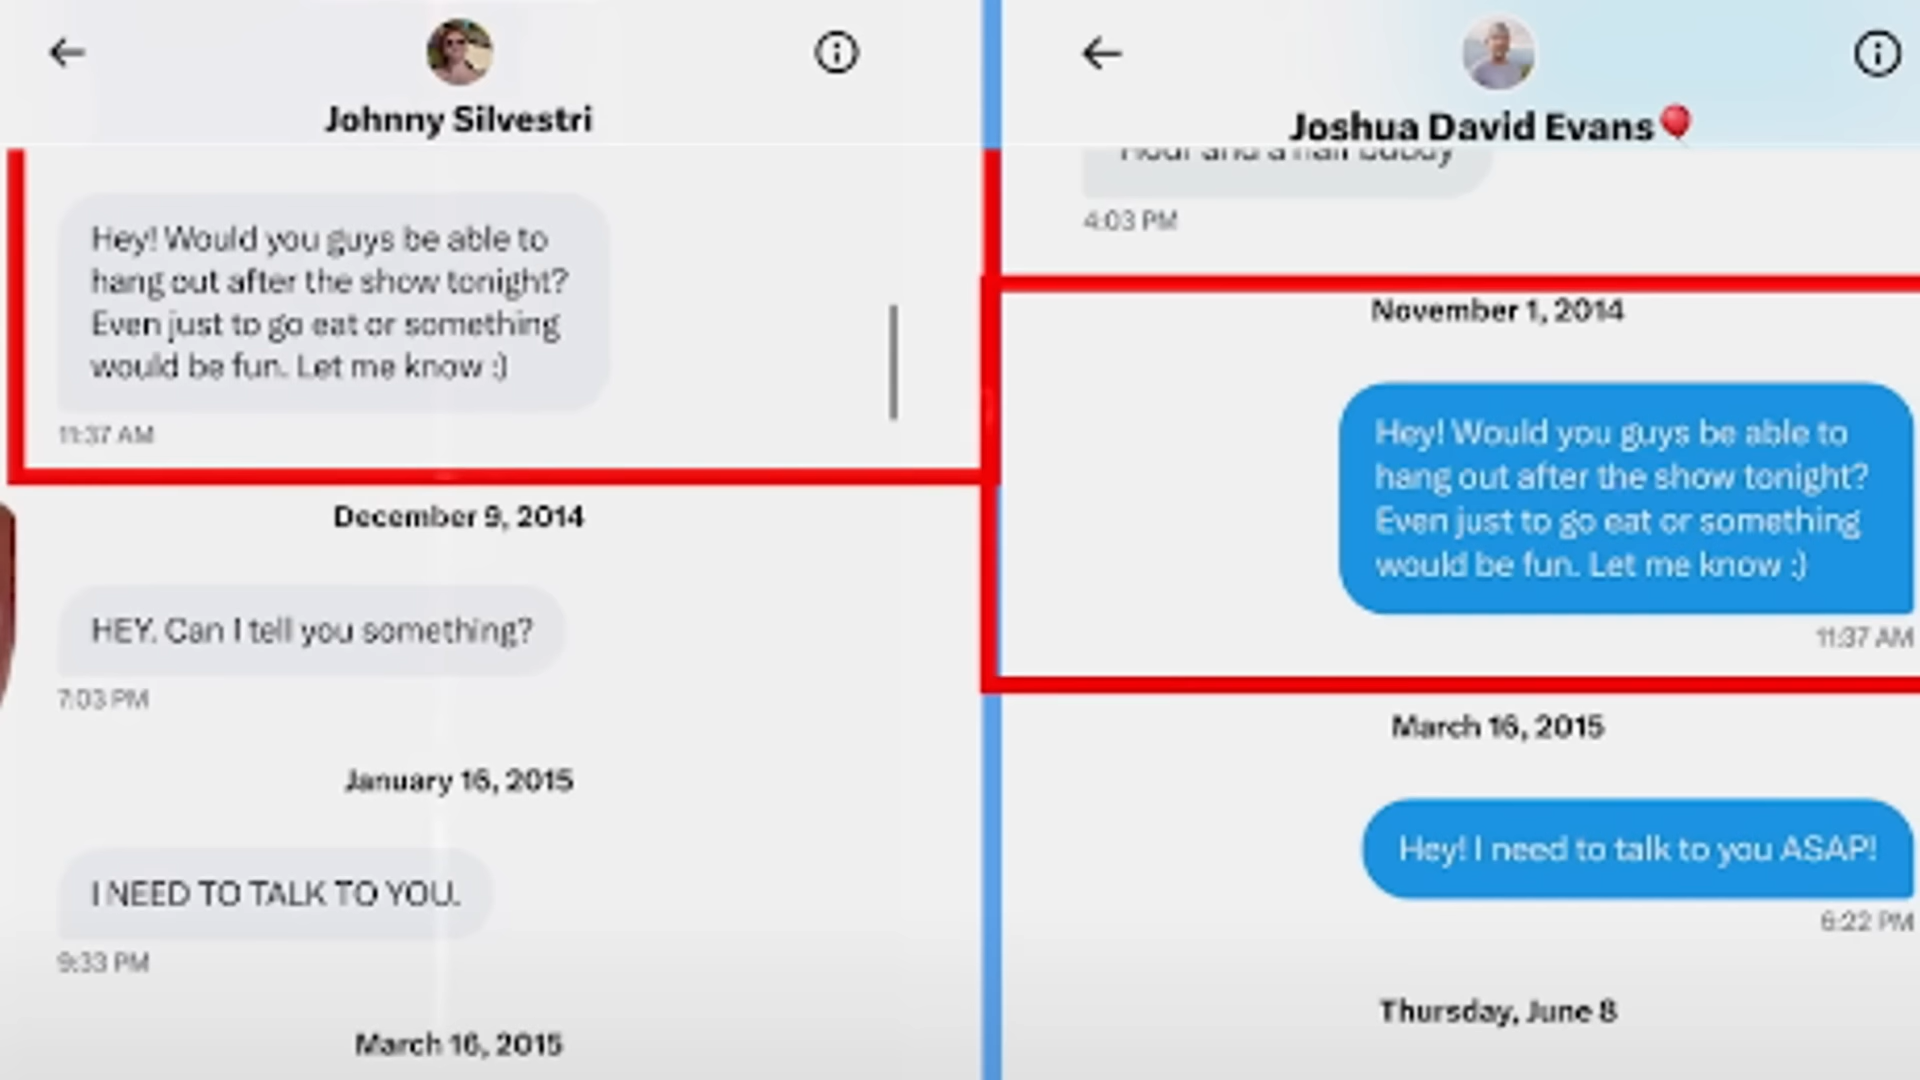 Johnny Silvestri
Hey! Would you guys be able to
hang out after the show tonight?
Even just to go eat or something
would be fun. Let me know :)
11:37 AM
December 9, 2014
HEY. Can I tell you something?
7:03 PM
January 16, 2015
I NEED TO TALK TO YOU.
9:33 PM
March 16, 2015
Joshua David Evans🎈
Hour and a half buddy
4:03 PM
November 1, 2014
Hey! Would you guys be able to
hang out after the show tonight?
Even just to go eat or something
would be fun. Let me know :)
11:37 AM
March 16, 2015
Hey! I need to talk to you ASAP!
6:22 PM
Thursday, June 8